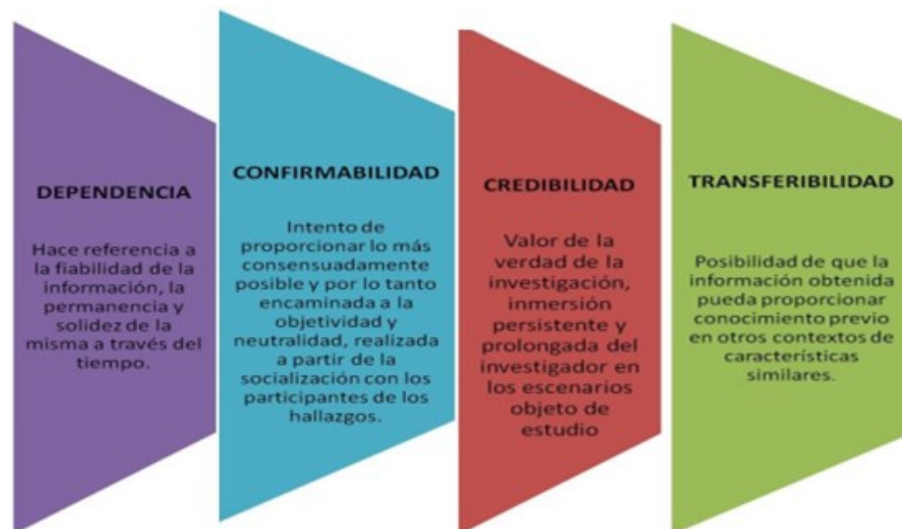 DEPENDENCIA
Hace referencia a
la fiabilidad de la
información, la
permanencia y
solidez de la
misma a través del
tiempo.
CONFIRMABILIDAD
Intento de
proporcionar lo más
consensuadamente
posible y por lo tanto
encaminada a la
objetividad y
neutralidad, realizada
a partir de la
socialización con los
participantes de los
hallazgos.
CREDIBILIDAD
Valor de la
verdad de la
investigación,
inmersión
persistente y
prolongada del
investigador en
los escenarios
objeto de
estudio
TRANSFERIBILIDAD
Posibilidad de que la
información obtenida
pueda proporcionar
conocimiento previo
en otros contextos de
características
similares.